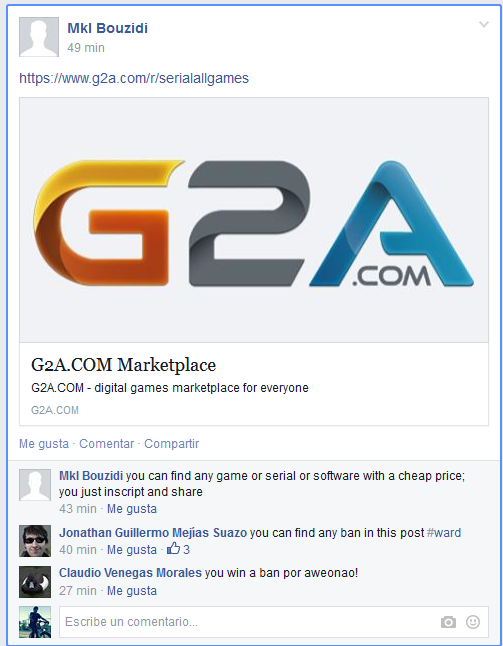 Mkl Bouzidi
49 min
https://www.g2a.com/r/serialallgames
G2A
.COM
G2A.COM Marketplace
G2A.COM - digital games marketplace for everyone
G2A.COM
Me gusta · Comentar · Compartir
Mkl Bouzidi you can find any game or serial or software with a cheap price;
you just inscript and share
43 min · Me gusta
Jonathan Guillermo Mejías Suazo you can find any ban in this post #ward
40 min · Me gusta · 3
Claudio Venegas Morales you win a ban por aweonao!
27 min · Me gusta
Escribe un comentario...